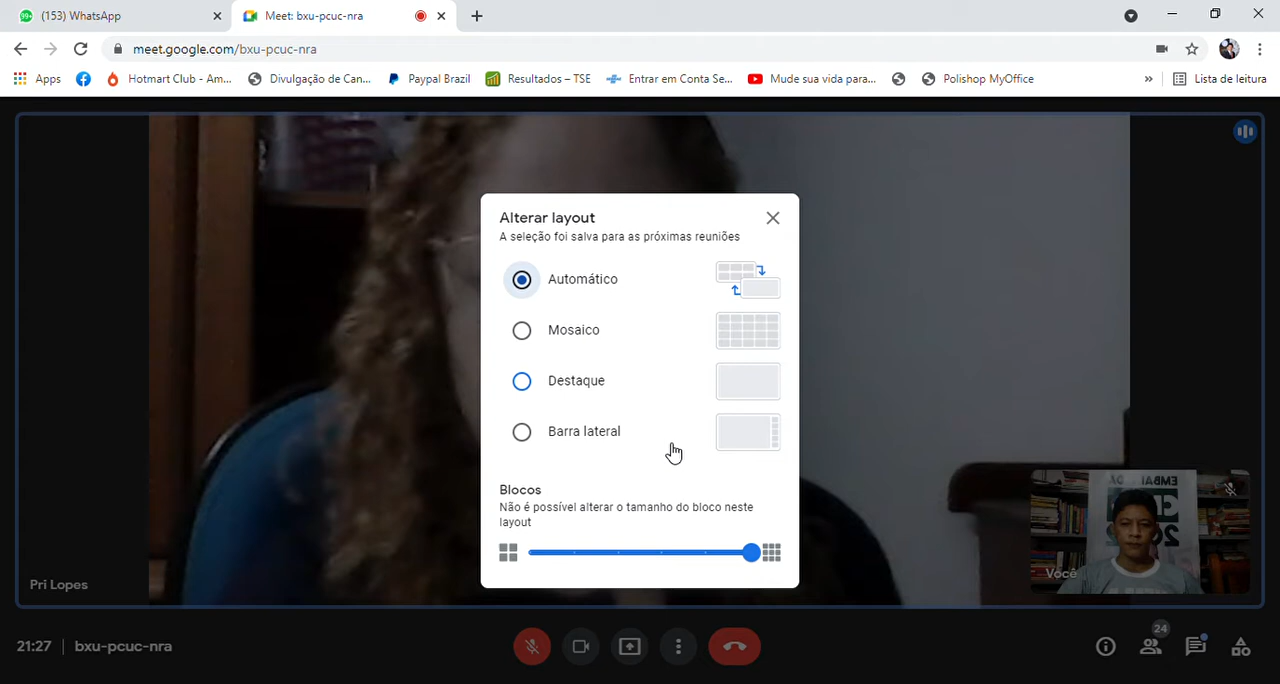 (153) WhatsApp
Meet: bxu-pcuc-nra
meet.google.com/bxu-pcuc-nra
Apps
Hotmart Club - Am...
Divulgação de Can...
Paypal Brazil
Resultados – TSE
Entrar em Conta Se...
Mude sua vida para...
Polishop MyOffice
»
Lista de leitura
Alterar layout
A seleção foi salva para as próximas reuniões
Automático
Mosaico
Destaque
Barra lateral
Blocos
Não é possível alterar o tamanho do bloco neste
layout
Pri Lopes
Você
21:27 | bxu-pcuc-nra
24